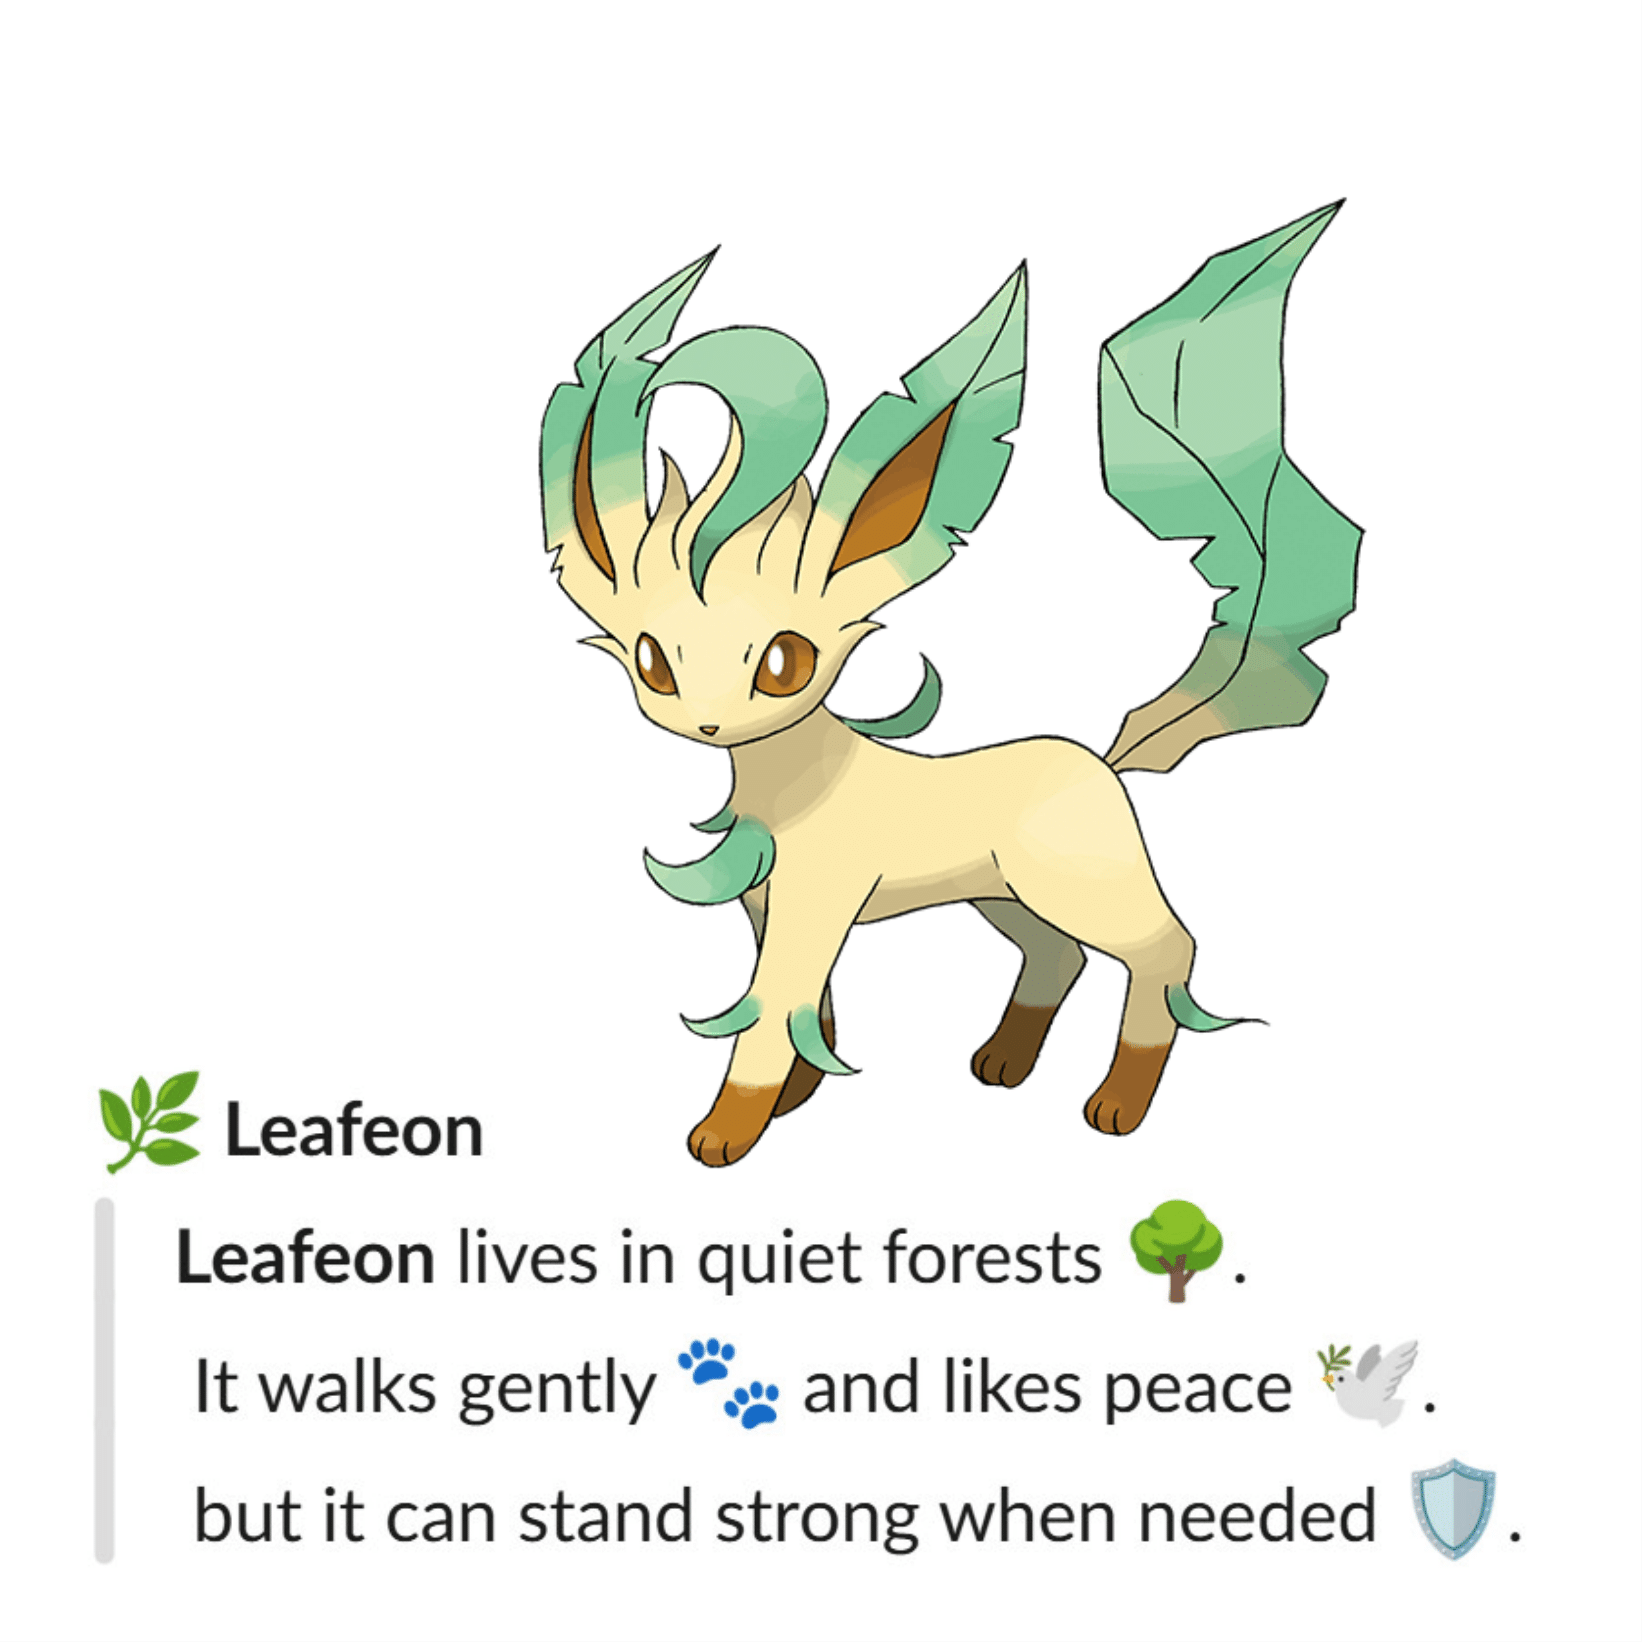 🌿 Leafeon
Leafeon lives in quiet forests 🌳.
It walks gently 🐾 and likes peace 🕊️.
but it can stand strong when needed 🛡️.